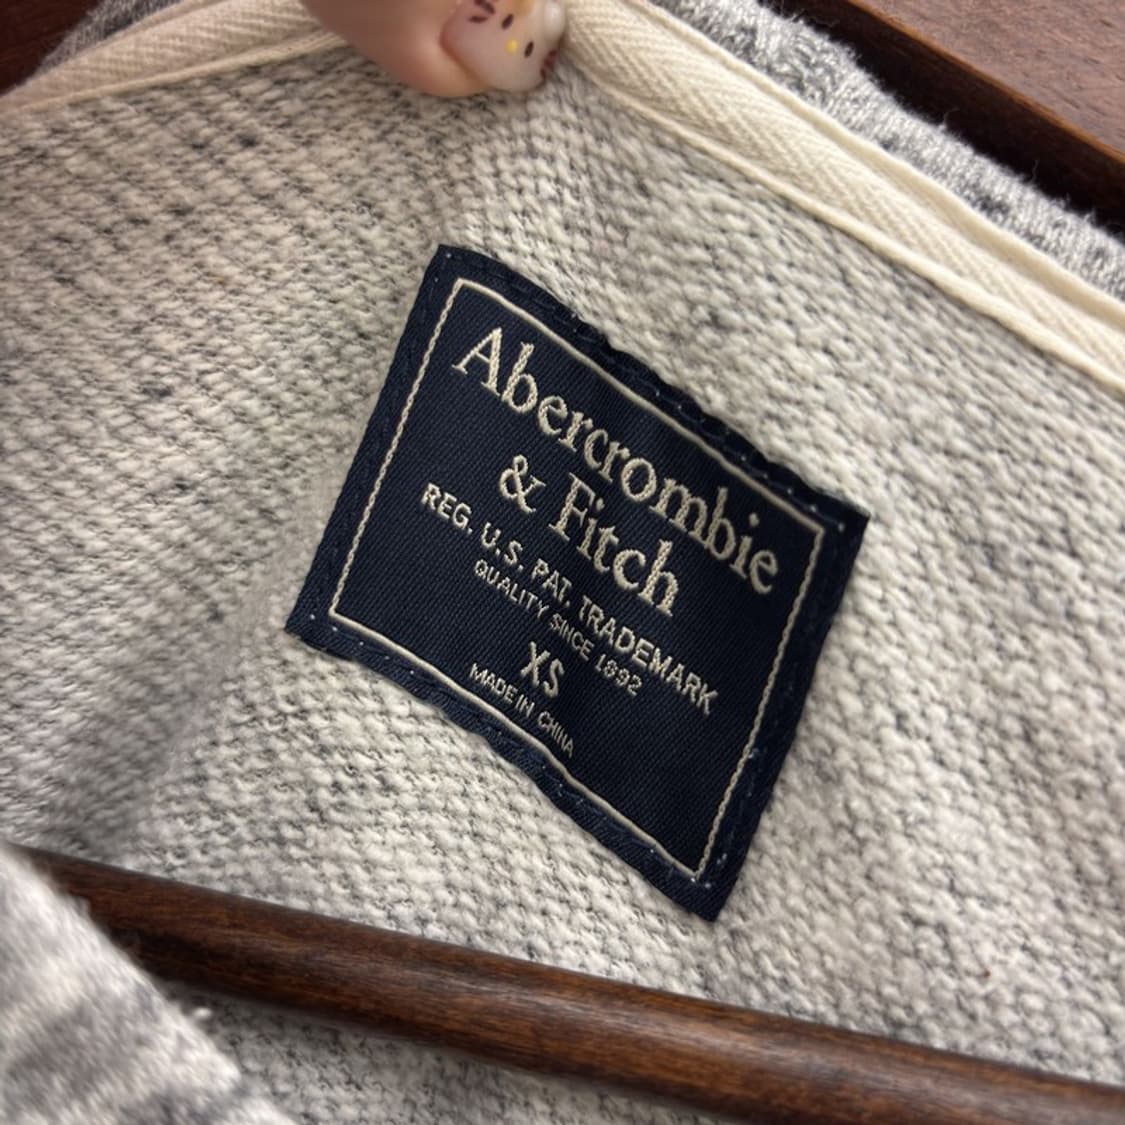 Abercrombie
& Fitch
REG. U.S. PAT. TRADEMARK
QUALITY SINCE 1892
XS
MADE IN CHINA